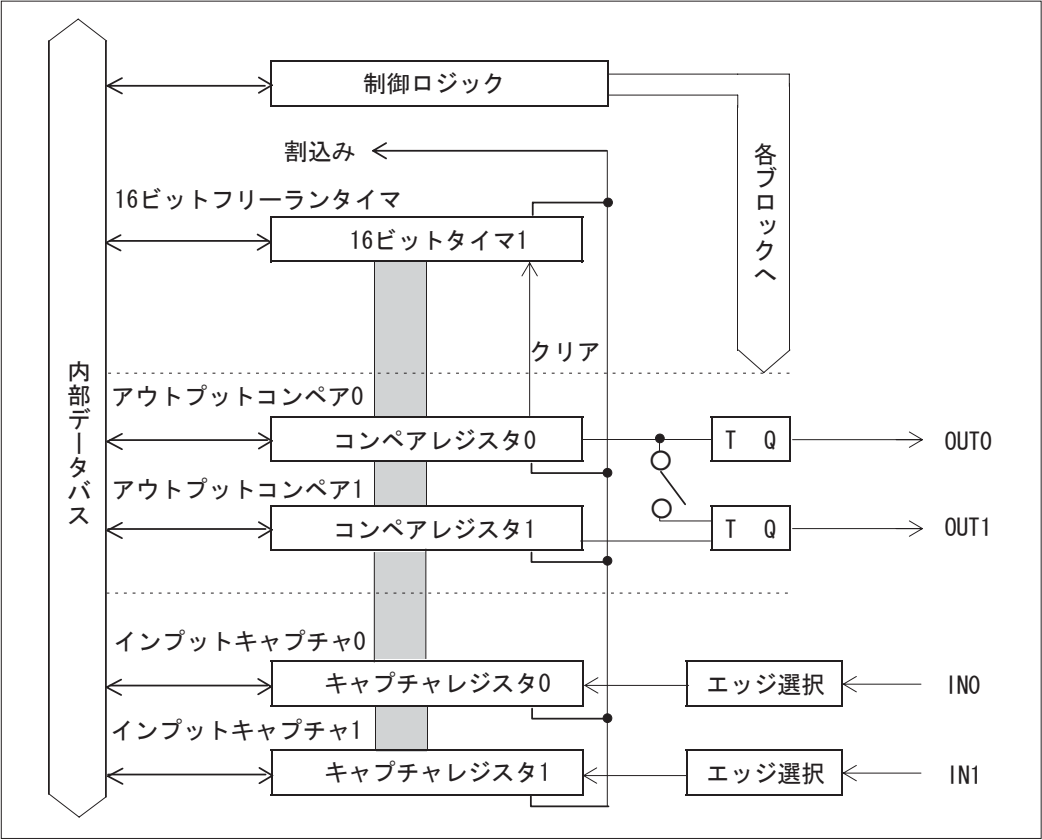 制御ロジック
割込み
各ブロックへ
16ビットフリーランタイマ
16ビットタイマ1
クリア
内部データバス
アウトプットコンペア0
コンペアレジスタ0
T Q
OUT0
アウトプットコンペア1
コンペアレジスタ1
T Q
OUT1
インプットキャプチャ0
キャプチャレジスタ0
エッジ選択
IN0
インプットキャプチャ1
キャプチャレジスタ1
エッジ選択
IN1